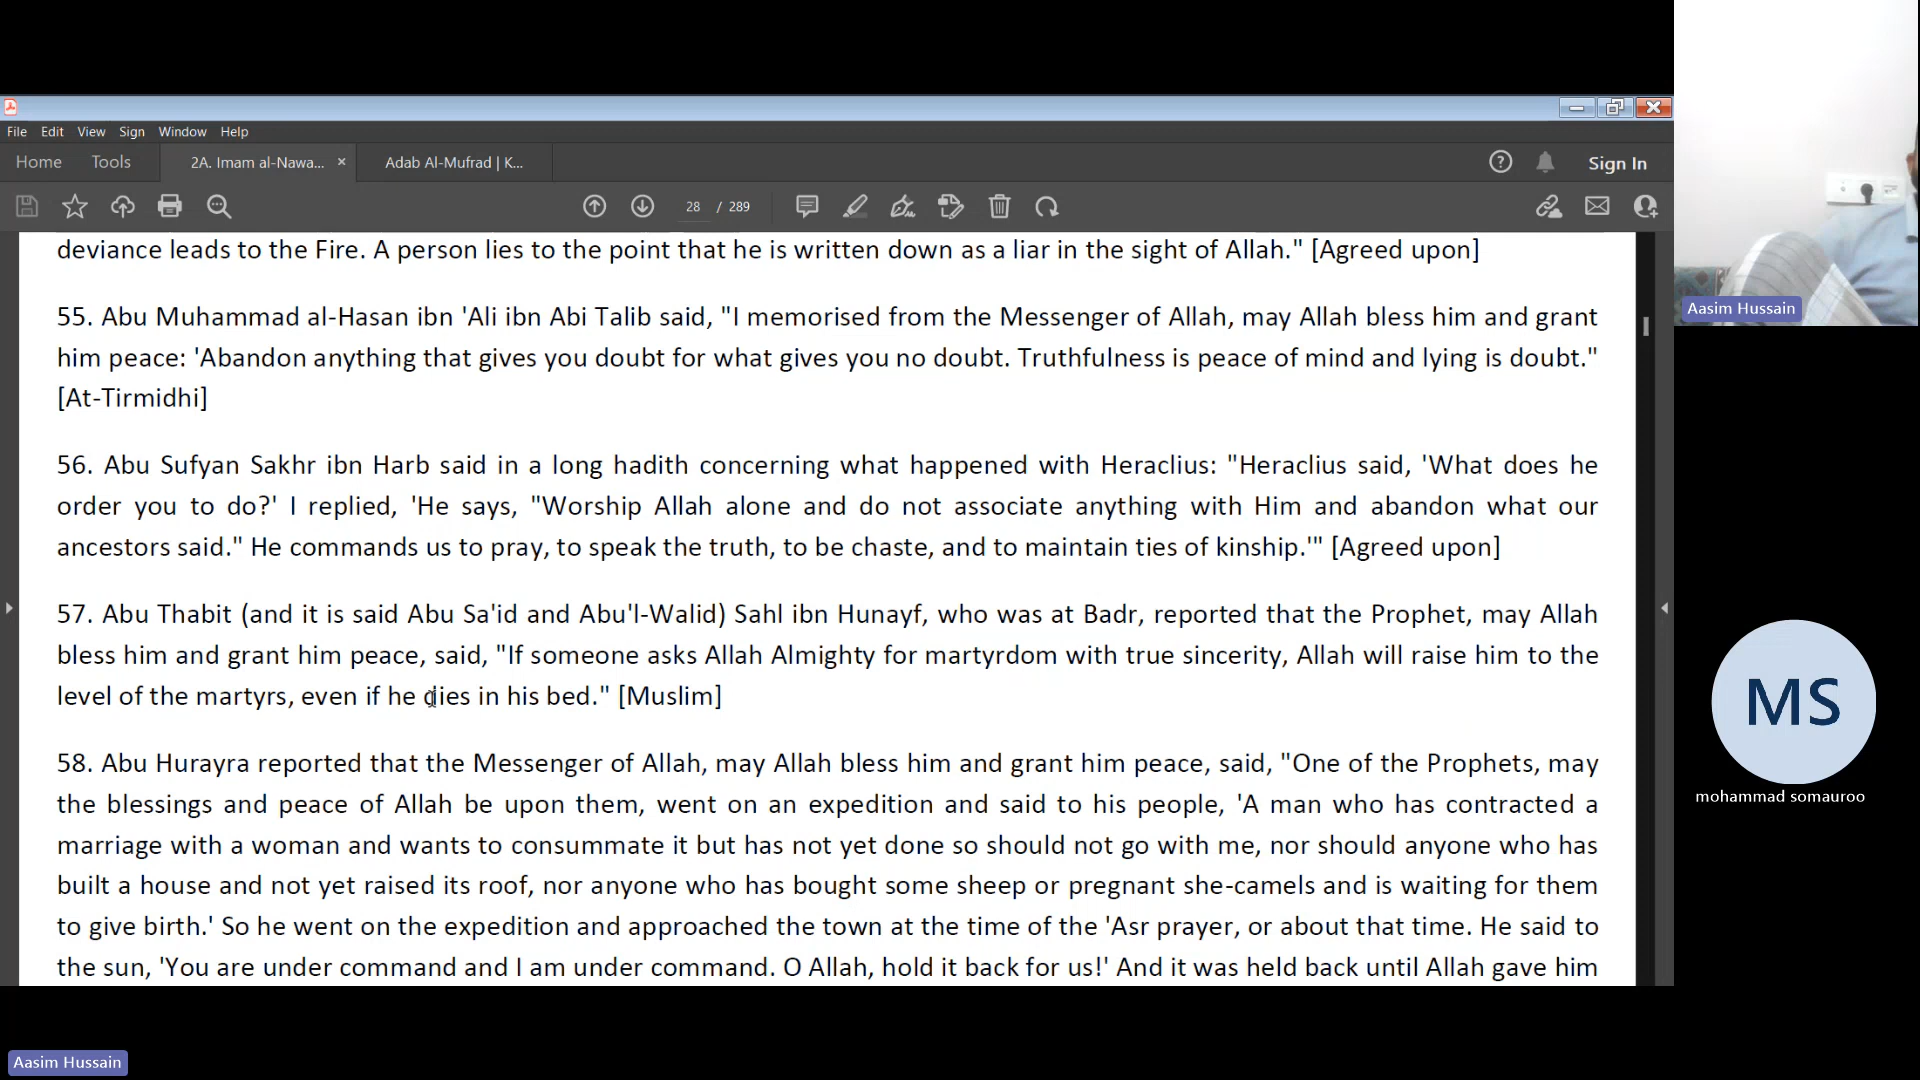 File Edit View Sign Window Help
Home Tools 2A. Imam al-Nawa... × Adab Al-Mufrad | K... Sign In
28 / 289
deviance leads to the Fire. A person lies to the point that he is written down as a liar in the sight of Allah." [Agreed upon]
55. Abu Muhammad al-Hasan ibn 'Ali ibn Abi Talib said, "I memorised from the Messenger of Allah, may Allah bless him and grant
him peace: 'Abandon anything that gives you doubt for what gives you no doubt. Truthfulness is peace of mind and lying is doubt."
[At-Tirmidhi]
56. Abu Sufyan Sakhr ibn Harb said in a long hadith concerning what happened with Heraclius: "Heraclius said, 'What does he
order you to do?' I replied, 'He says, "Worship Allah alone and do not associate anything with Him and abandon what our
ancestors said." He commands us to pray, to speak the truth, to be chaste, and to maintain ties of kinship.'" [Agreed upon]
57. Abu Thabit (and it is said Abu Sa'id and Abu'l-Walid) Sahl ibn Hunayf, who was at Badr, reported that the Prophet, may Allah
bless him and grant him peace, said, "If someone asks Allah Almighty for martyrdom with true sincerity, Allah will raise him to the
level of the martyrs, even if he dies in his bed." [Muslim]
58. Abu Hurayra reported that the Messenger of Allah, may Allah bless him and grant him peace, said, "One of the Prophets, may
the blessings and peace of Allah be upon them, went on an expedition and said to his people, 'A man who has contracted a
marriage with a woman and wants to consummate it but has not yet done so should not go with me, nor should anyone who has
built a house and not yet raised its roof, nor anyone who has bought some sheep or pregnant she-camels and is waiting for them
to give birth.' So he went on the expedition and approached the town at the time of the 'Asr prayer, or about that time. He said to
the sun, 'You are under command and I am under command. O Allah, hold it back for us!' And it was held back until Allah gave him
Aasim Hussain
MS
mohammad somauroo
Aasim Hussain